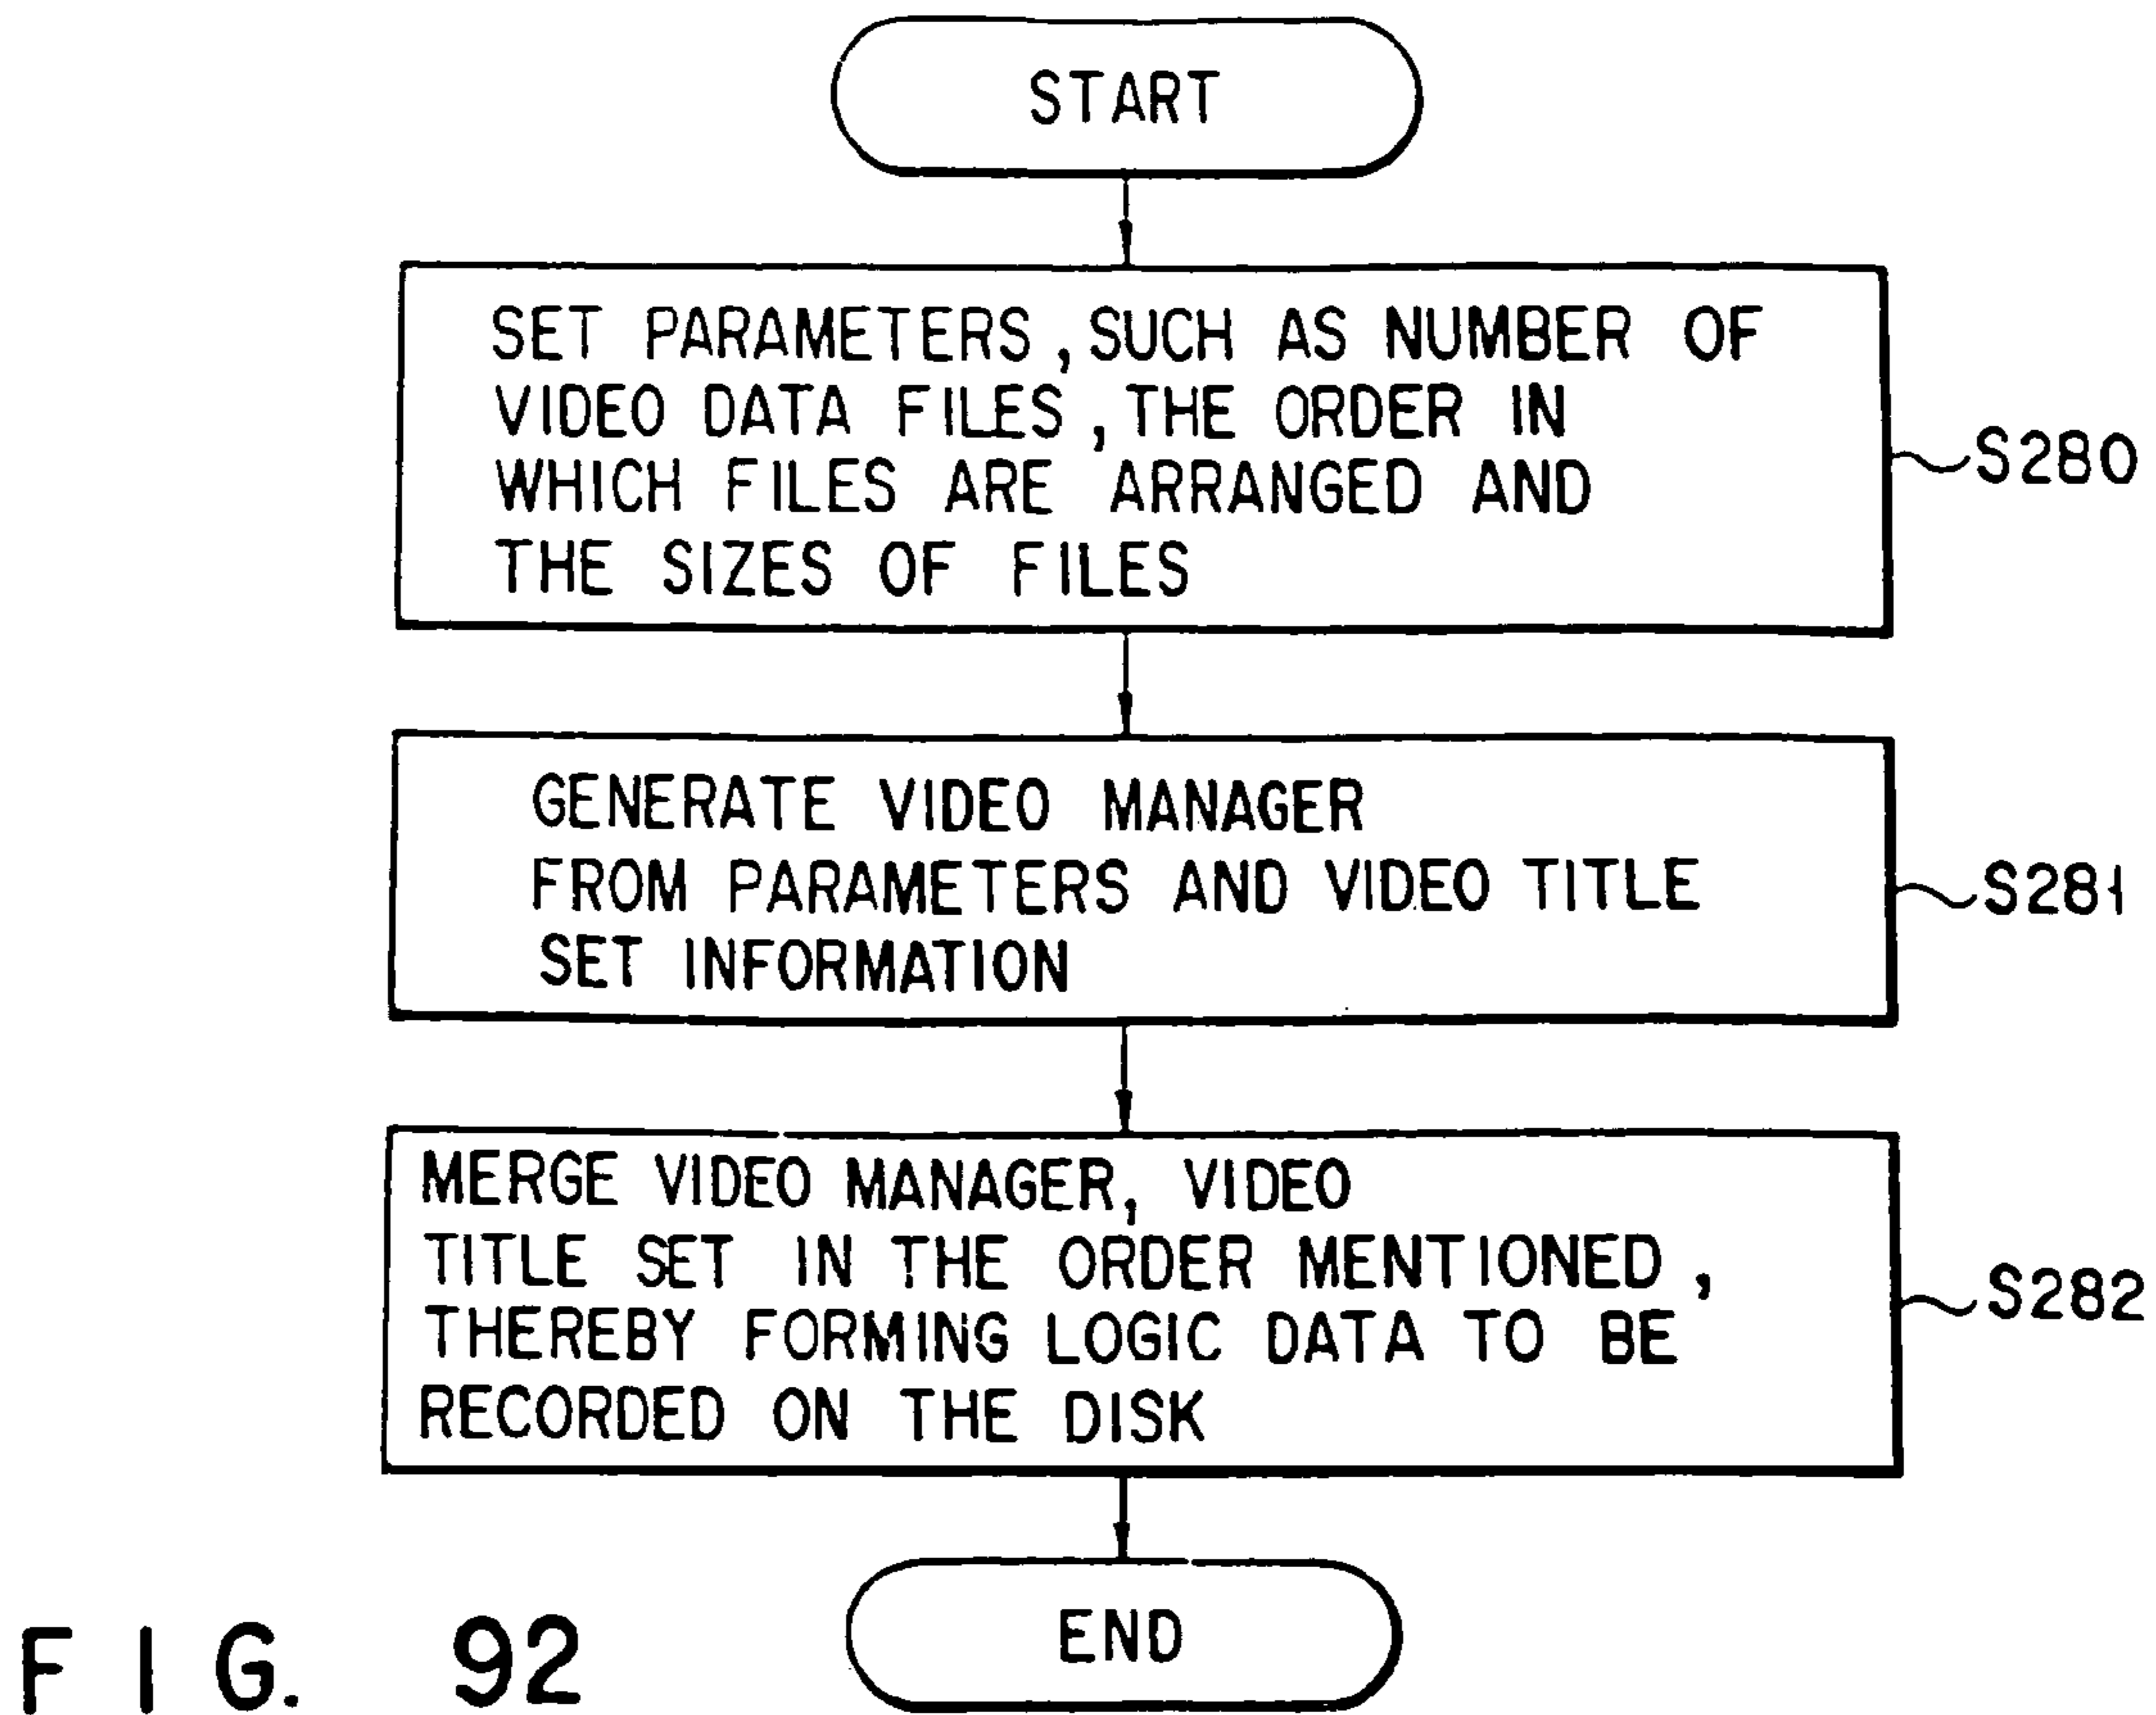 START
SET PARAMETERS, SUCH AS NUMBER OF
VIDEO DATA FILES, THE ORDER IN
WHICH FILES ARE ARRANGED AND
THE SIZES OF FILES
S280
GENERATE VIDEO MANAGER
FROM PARAMETERS AND VIDEO TITLE
SET INFORMATION
S281
MERGE VIDEO MANAGER, VIDEO
TITLE SET IN THE ORDER MENTIONED,
THEREBY FORMING LOGIC DATA TO BE
RECORDED ON THE DISK
S282
END
FIG. 92